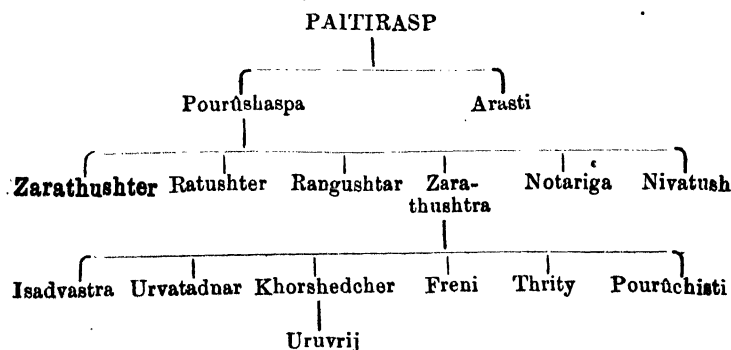 PAITIRASP
Pourûshaspa Arasti
Zarathushter Ratushter Rangushtar Zara- Notariga Nivatush
thushtra
Isadvastra Urvatadnar Khorshedcher Freni Thrity Pourûchisti
Uruvrij